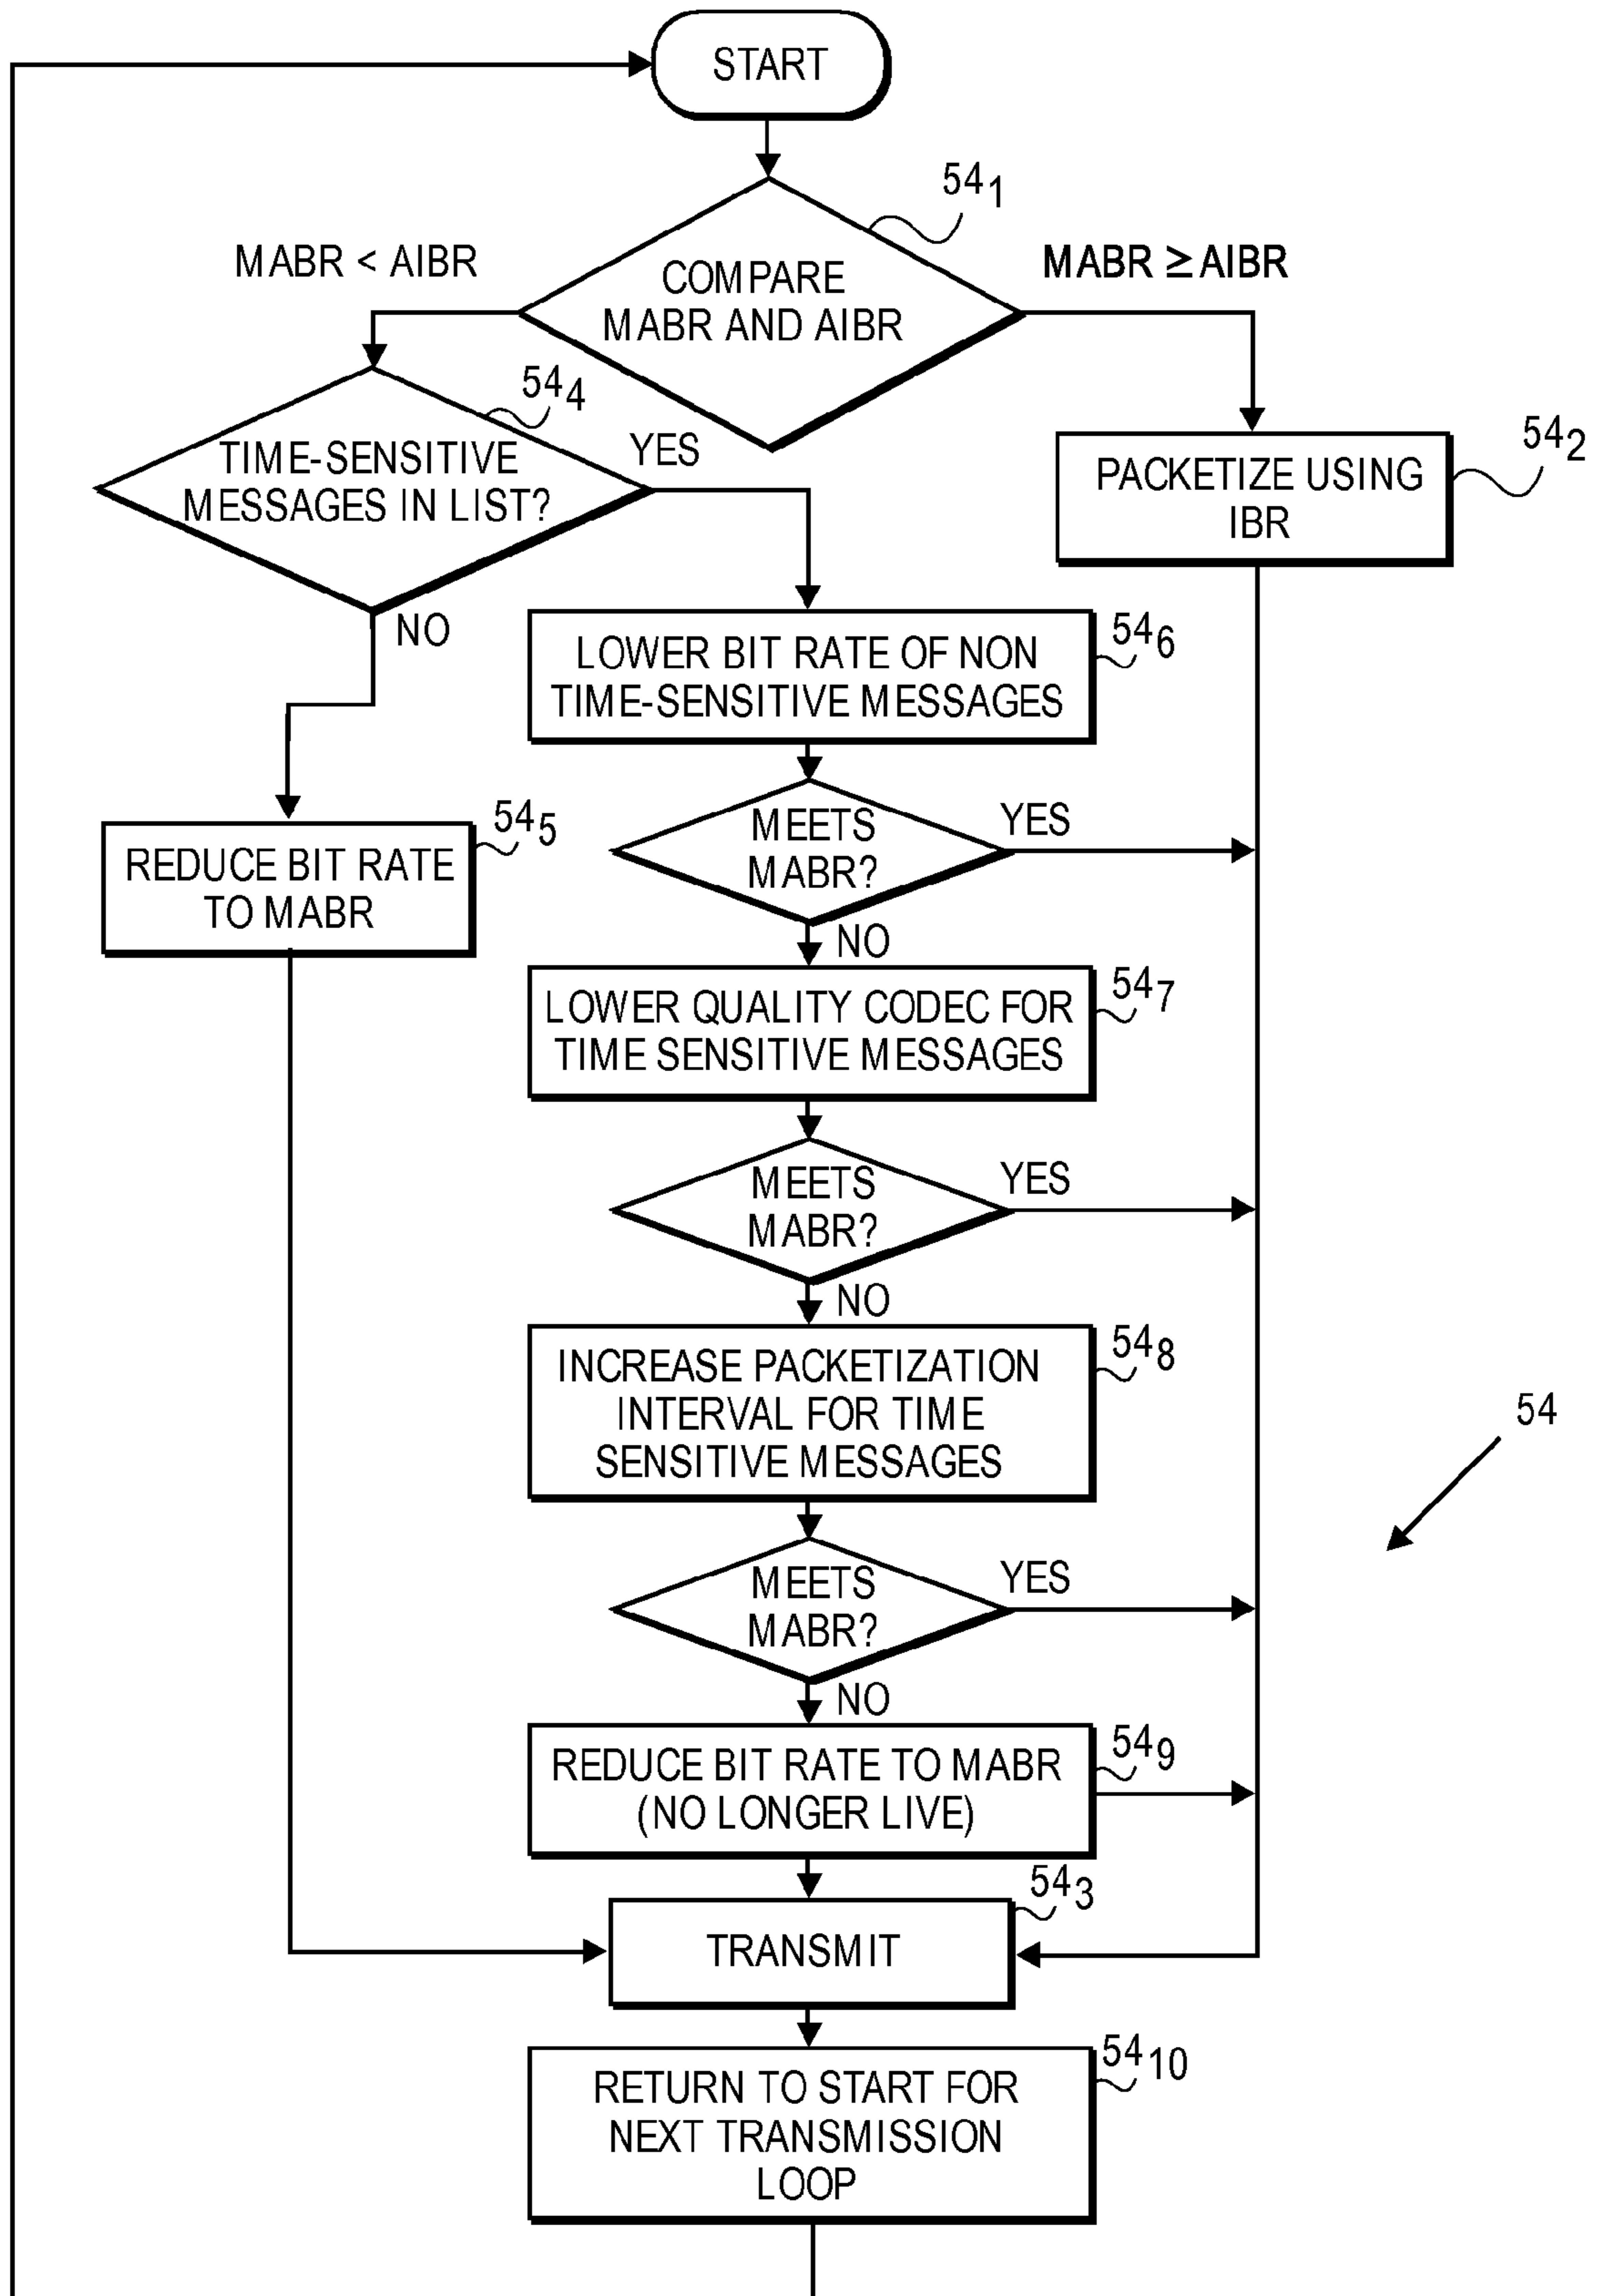 START
54₁
MABR < AIBR
MABR ≥ AIBR
COMPARE
MABR AND AIBR
54₄
TIME-SENSITIVE
MESSAGES IN LIST?
YES
NO
54₂
PACKETIZE USING
IBR
54₆
LOWER BIT RATE OF NON
TIME-SENSITIVE MESSAGES
54₅
REDUCE BIT RATE
TO MABR
MEETS
MABR?
YES
NO
54₇
LOWER QUALITY CODEC FOR
TIME SENSITIVE MESSAGES
MEETS
MABR?
YES
NO
54₈
INCREASE PACKETIZATION
INTERVAL FOR TIME
SENSITIVE MESSAGES
54
MEETS
MABR?
YES
NO
54₉
REDUCE BIT RATE TO MABR
(NO LONGER LIVE)
54₃
TRANSMIT
54₁₀
RETURN TO START FOR
NEXT TRANSMISSION
LOOP